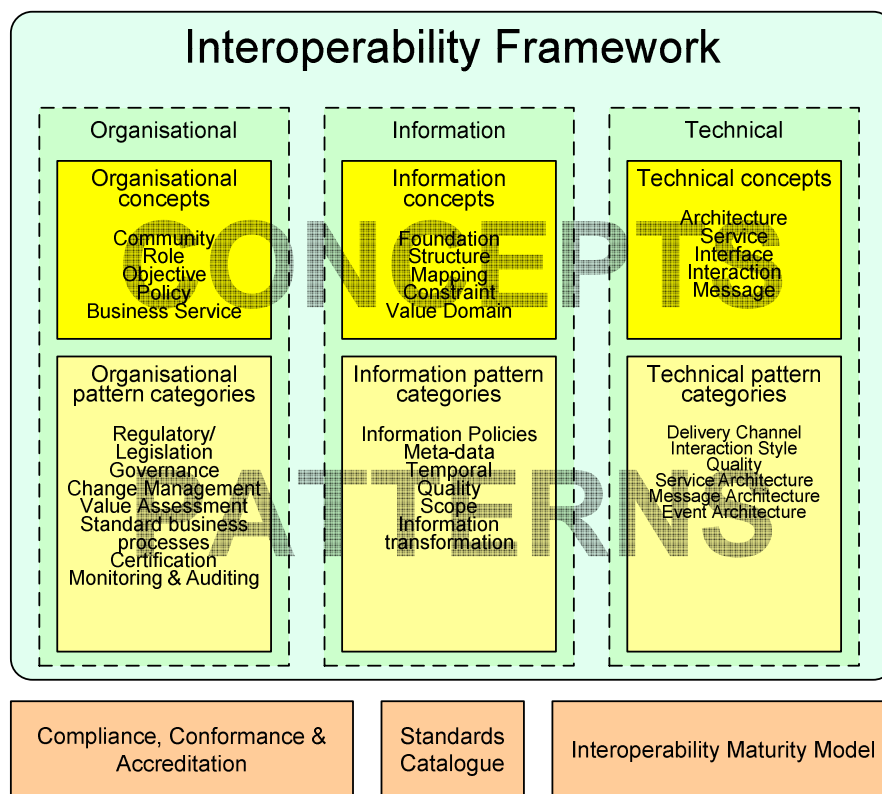 Interoperability Framework
Organisational
Organisational
concepts
Community
Role
Objective
Policy
Business Service
Organisational
pattern categories
Regulatory/
Legislation
Governance
Change Management
Value Assessment
Standard business
processes
Certification
Monitoring & Auditing
Information
Information
concepts
Foundation
Structure
Mapping
Constraint
Value Domain
Information pattern
categories
Information Policies
Meta-data
Temporal
Quality
Scope
Information
transformation
Technical
Technical concepts
Architecture
Service
Interface
Interaction
Message
Technical pattern
categories
Delivery Channel
Interaction Style
Quality
Service Architecture
Message Architecture
Event Architecture
CONCEPTS
PATTERNS
Compliance, Conformance &
Accreditation
Standards
Catalogue
Interoperability Maturity Model